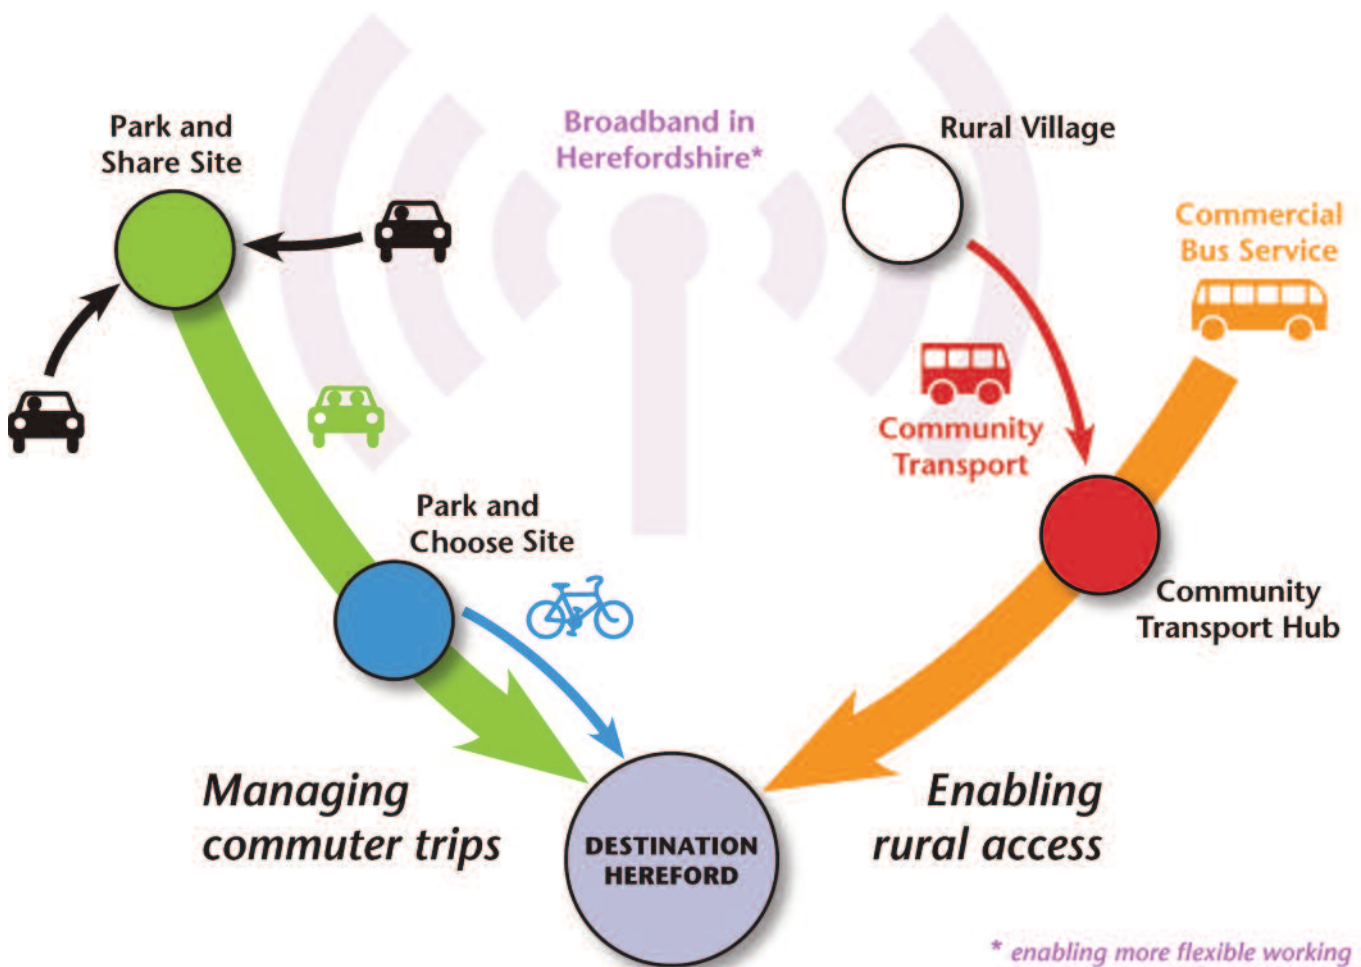 Park and
Share Site
Broadband in
Herefordshire*
Rural Village
Commercial
Bus Service
Community
Transport
Park and
Choose Site
Community
Transport Hub
Managing
commuter trips
Enabling
rural access
DESTINATION
HEREFORD
* enabling more flexible working